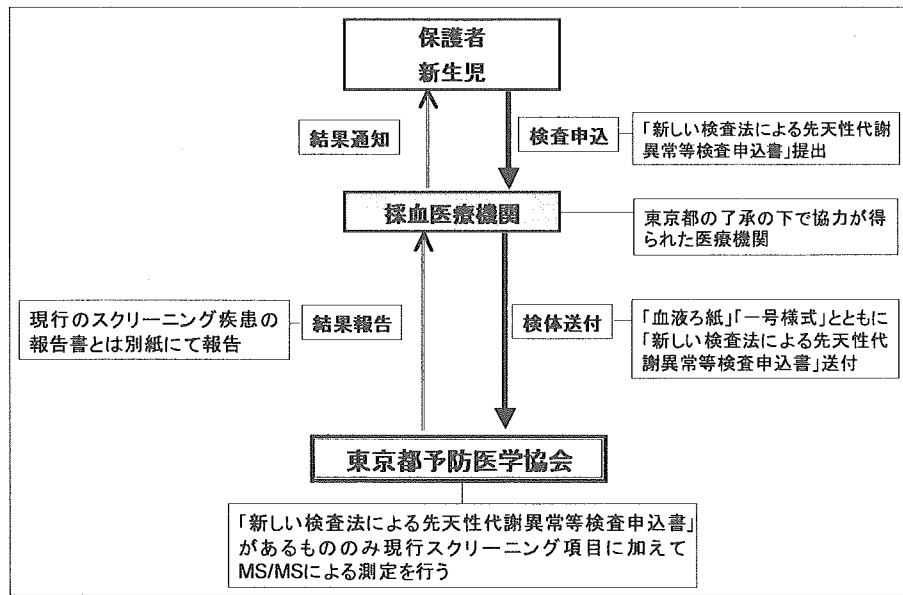 保護者
新生児
結果通知
検査申込
「新しい検査法による先天性代謝
異常等検査申込書」提出
採血医療機関
東京都の了承の下で協力が得
られた医療機関
現行のスクリーニング疾患の
報告書とは別紙にて報告
結果報告
検体送付
「血液ろ紙」「一号様式」とともに
「新しい検査法による先天性代
謝異常等検査申込書」送付
東京都予防医学協会
「新しい検査法による先天性代謝異常等検査申込書」
があるもののみ現行スクリーニング項目に加えて
MS/MSによる測定を行う